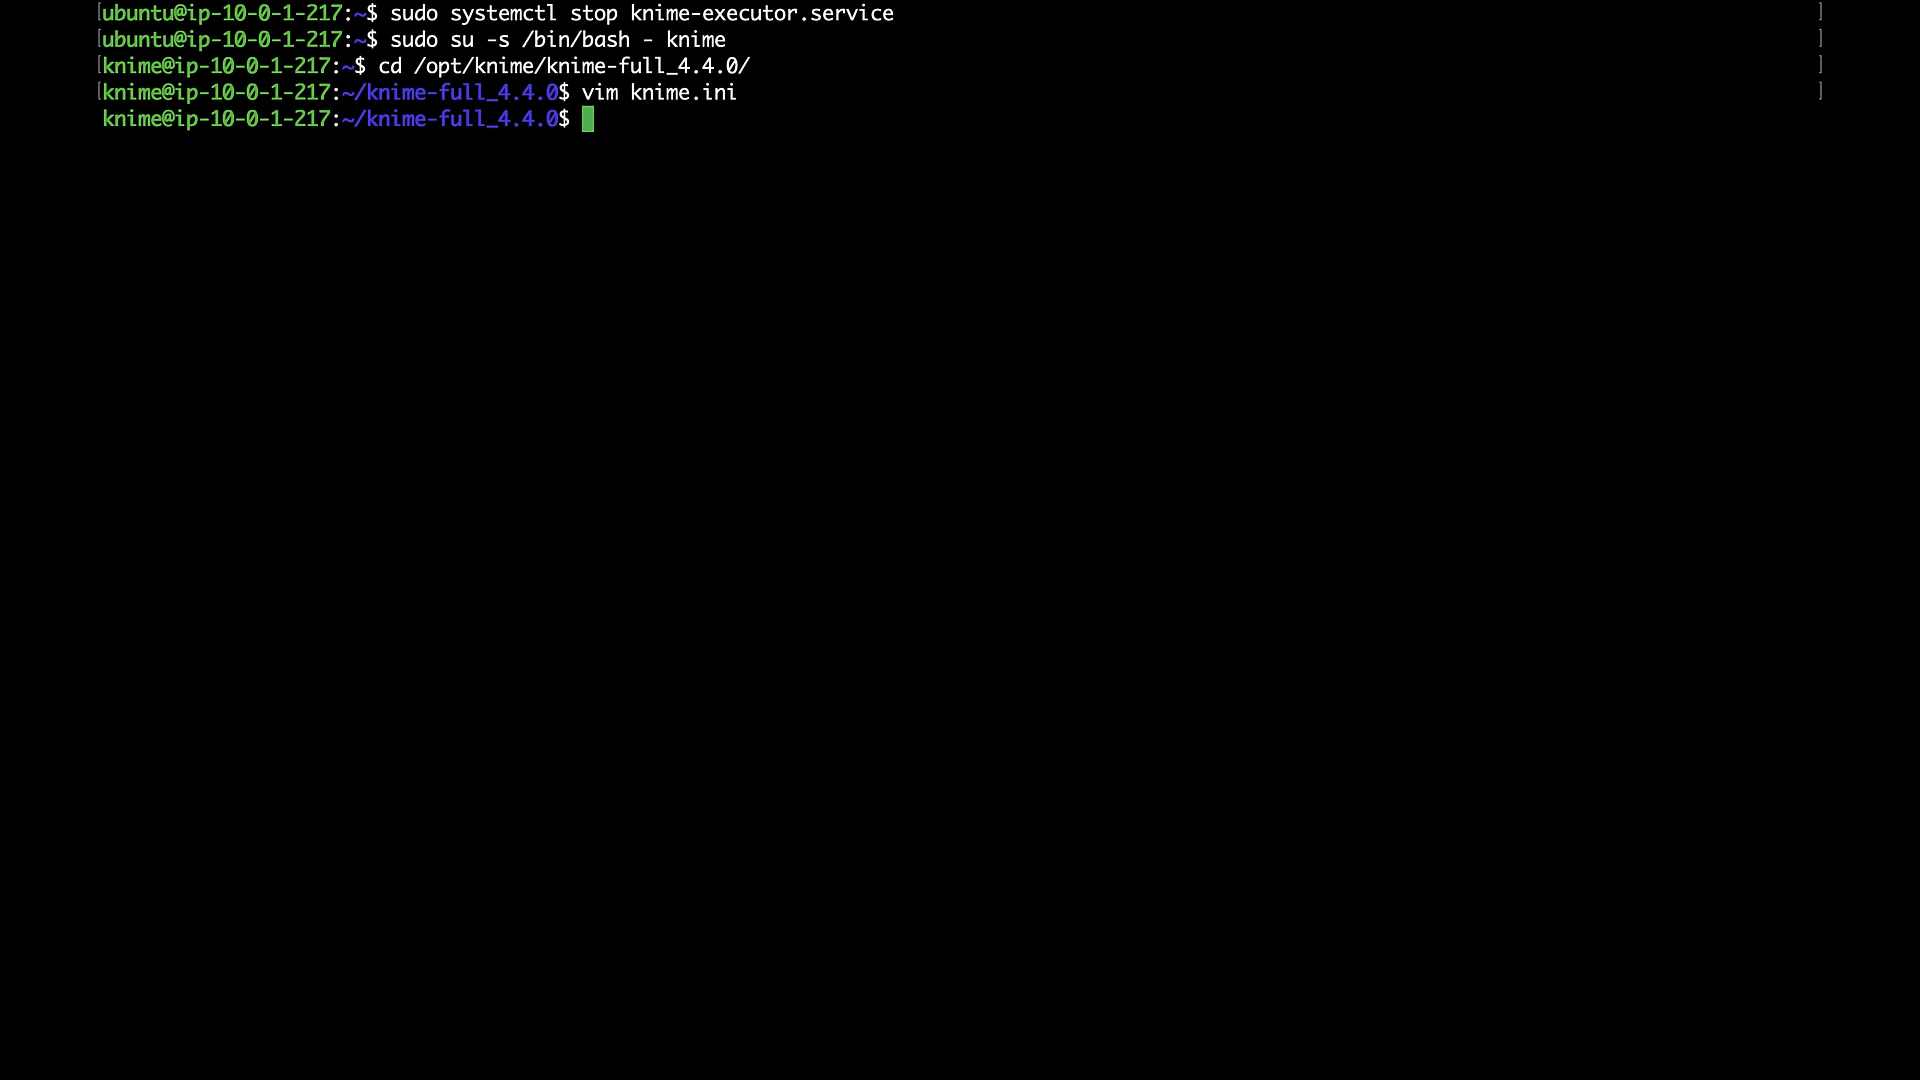 [ubuntu@ip-10-0-1-217:~$ sudo systemctl stop knime-executor.service ]
[ubuntu@ip-10-0-1-217:~$ sudo su -s /bin/bash - knime ]
[knime@ip-10-0-1-217:~$ cd /opt/knime/knime-full_4.4.0/ ]
[knime@ip-10-0-1-217:~/knime-full_4.4.0$ vim knime.ini ]
knime@ip-10-0-1-217:~/knime-full_4.4.0$